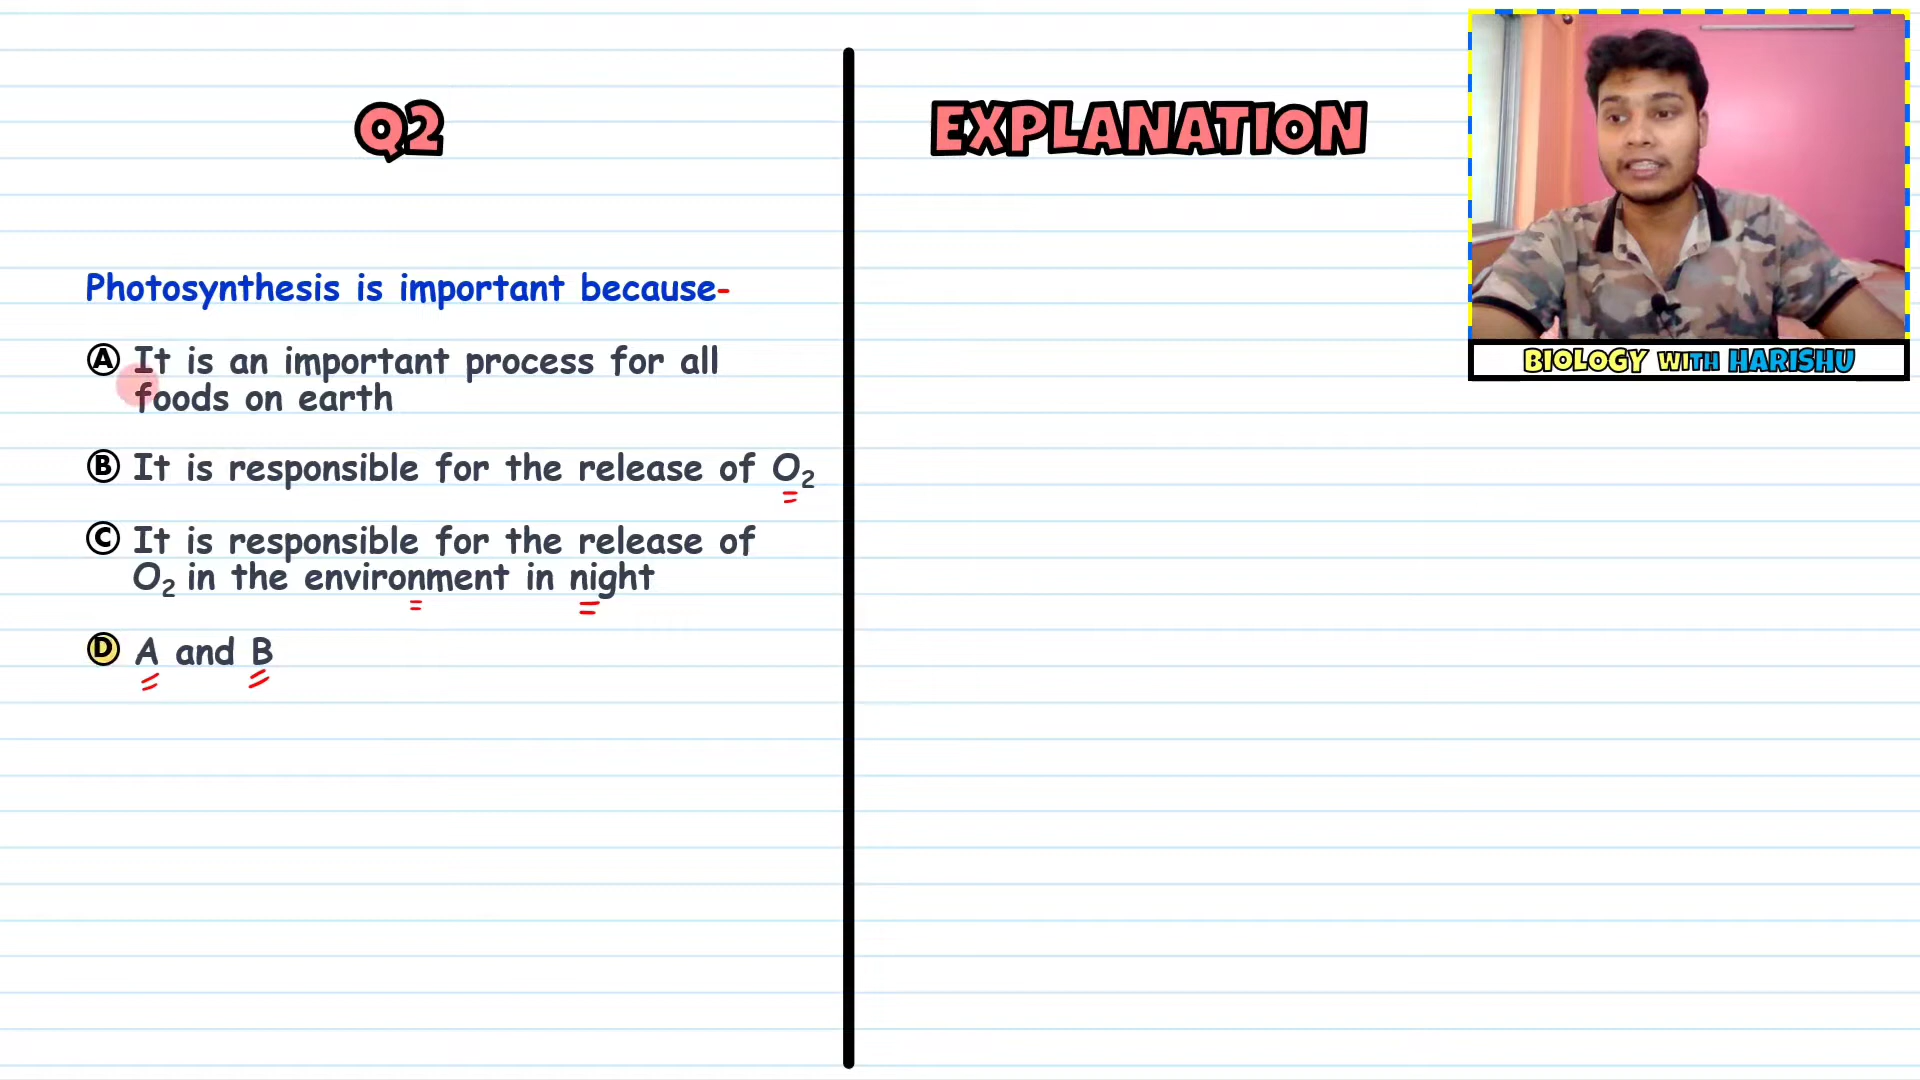 Q2
Photosynthesis is important because-
A It is an important process for all
foods on earth
B It is responsible for the release of O₂
C It is responsible for the release of
O₂ in the environment in night
D A and B
EXPLANATION
BIOLOGY WITH HARISHU